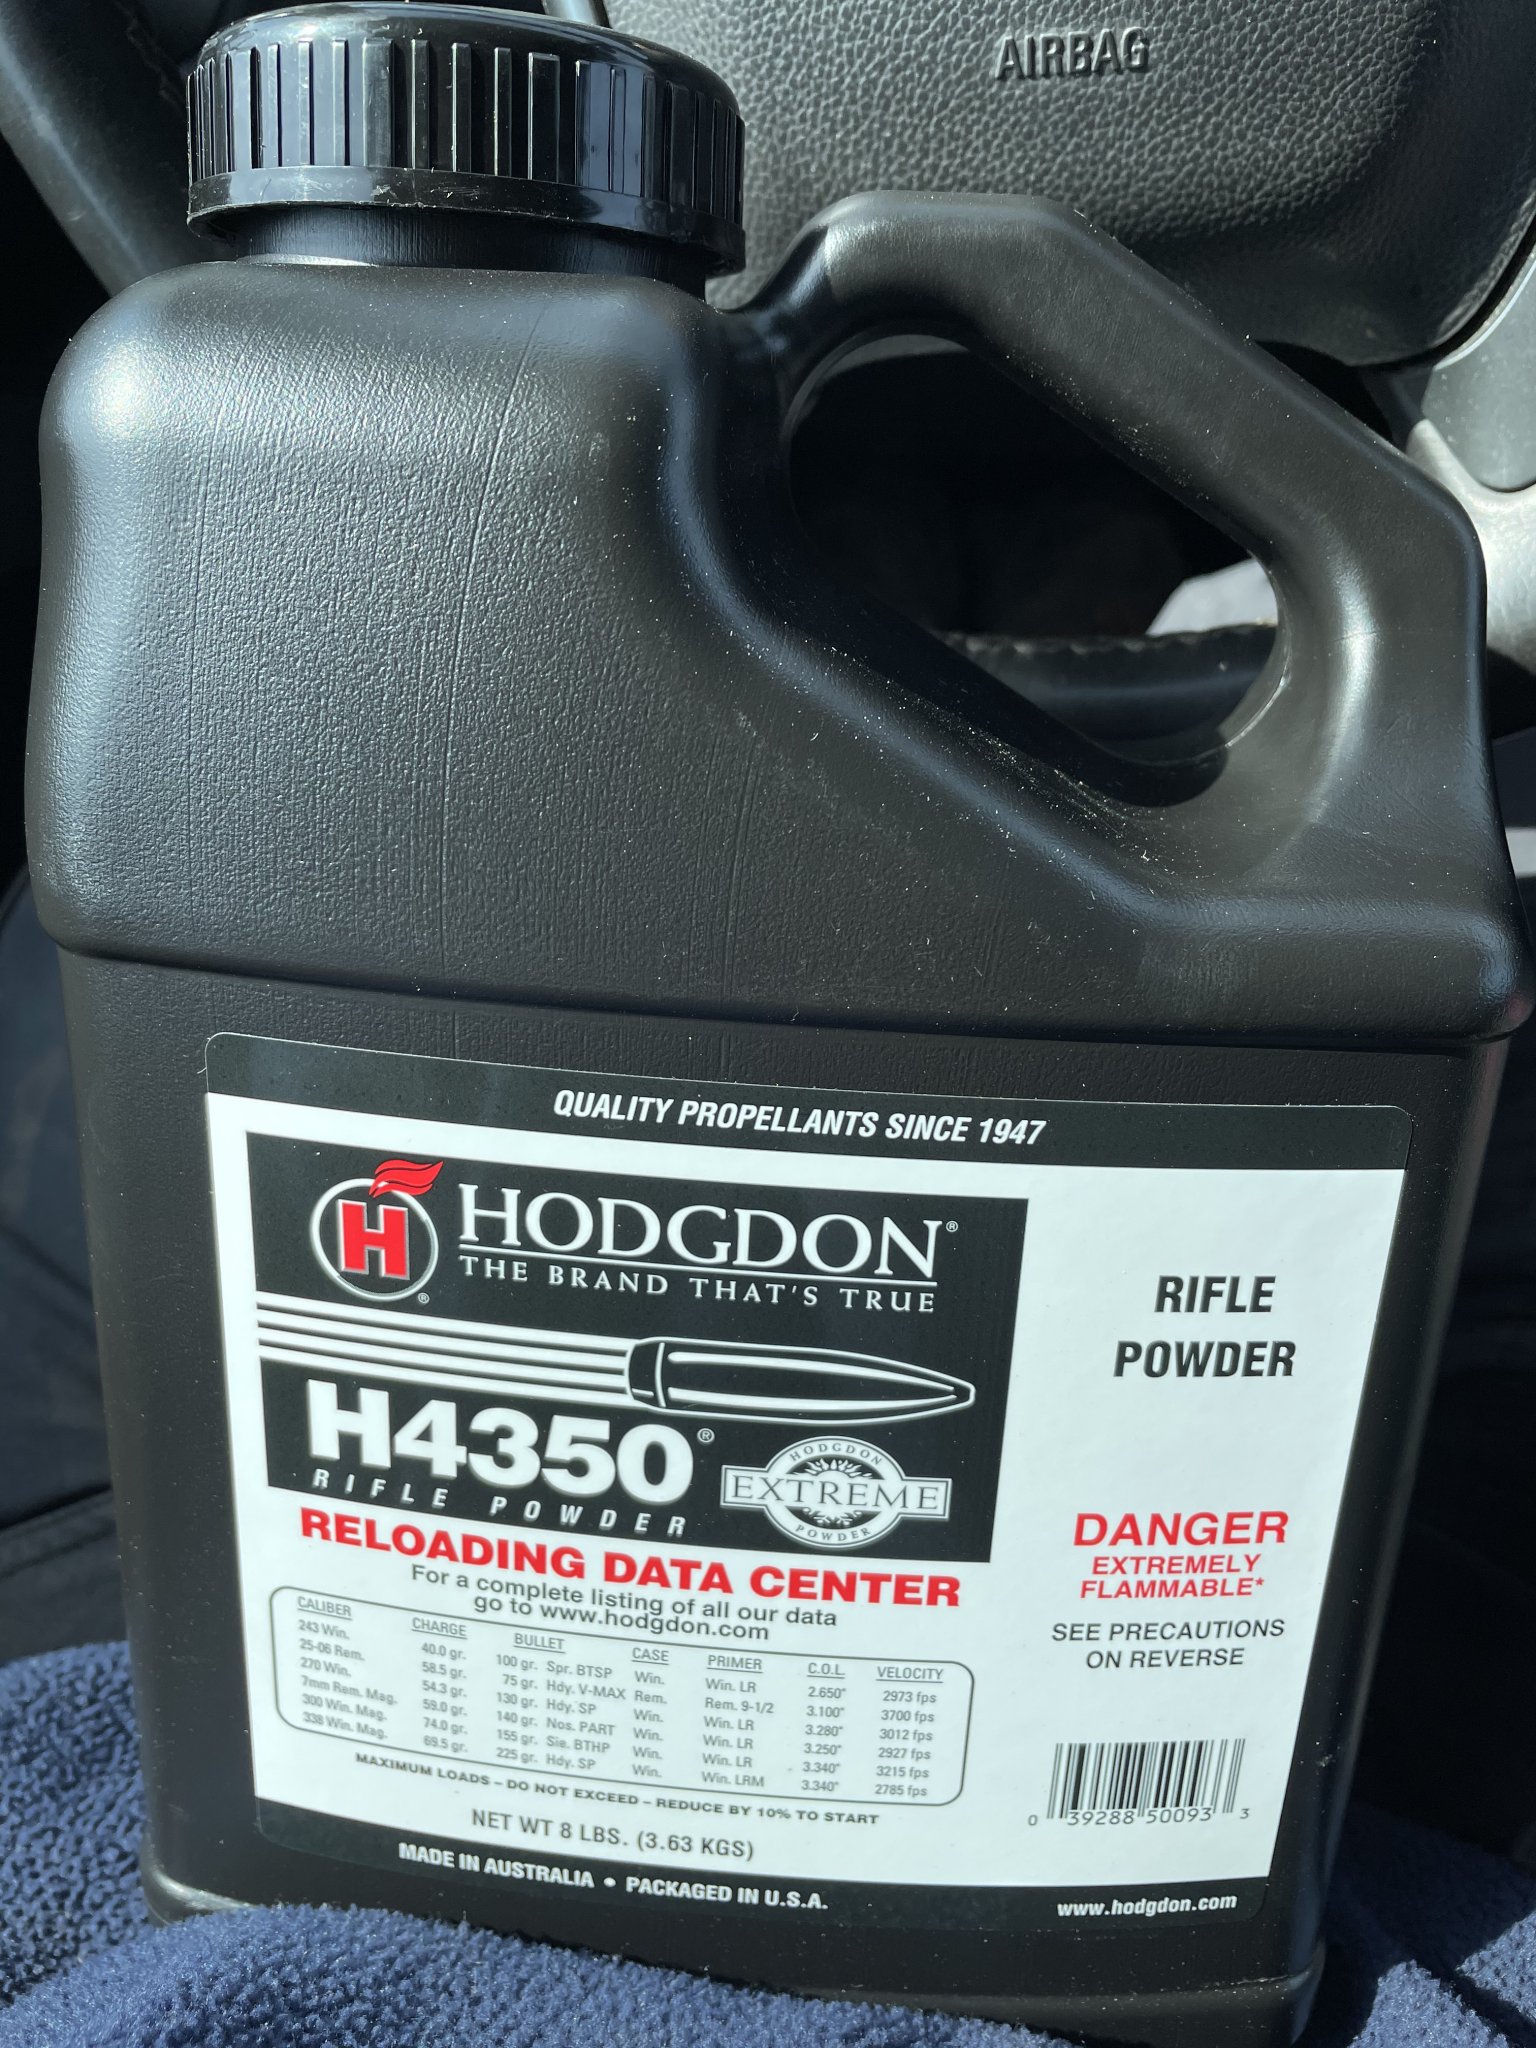 AIRBAG
QUALITY PROPELLANTS SINCE 1947
H
®
HODGDON®
THE BRAND THAT'S TRUE
H4350®
RIFLE POWDER
HODGDON
EXTREME
POWDER
RIFLE
POWDER
DANGER
EXTREMELY
FLAMMABLE*
SEE PRECAUTIONS
ON REVERSE
RELOADING DATA CENTER
For a complete listing of all our data
go to www.hodgdon.com
CALIBER CHARGE BULLET CASE PRIMER C.O.L. VELOCITY
243 Win. 40.0 gr. 100 gr. Spr. BTSP Win. Win. LR 2.650" 2973 fps
25-06 Rem. 58.5 gr. 75 gr. Hdy. V-MAX Rem. Rem. 9-1/2 3.100" 3700 fps
270 Win. 54.3 gr. 130 gr. Hdy. SP Win. Win. LR 3.280" 3012 fps
7mm Rem. Mag. 59.0 gr. 140 gr. Nos. PART Win. Win. LR 3.250" 2927 fps
300 Win. Mag. 74.0 gr. 155 gr. Sie. BTHP Win. Win. LR 3.340" 3215 fps
338 Win. Mag. 69.5 gr. 225 gr. Hdy. SP Win. Win. LRM 3.340" 2785 fps
MAXIMUM LOADS – DO NOT EXCEED – REDUCE BY 10% TO START
NET WT 8 LBS. (3.63 KGS)
0 39288 50093 3
MADE IN AUSTRALIA • PACKAGED IN U.S.A.
www.hodgdon.com